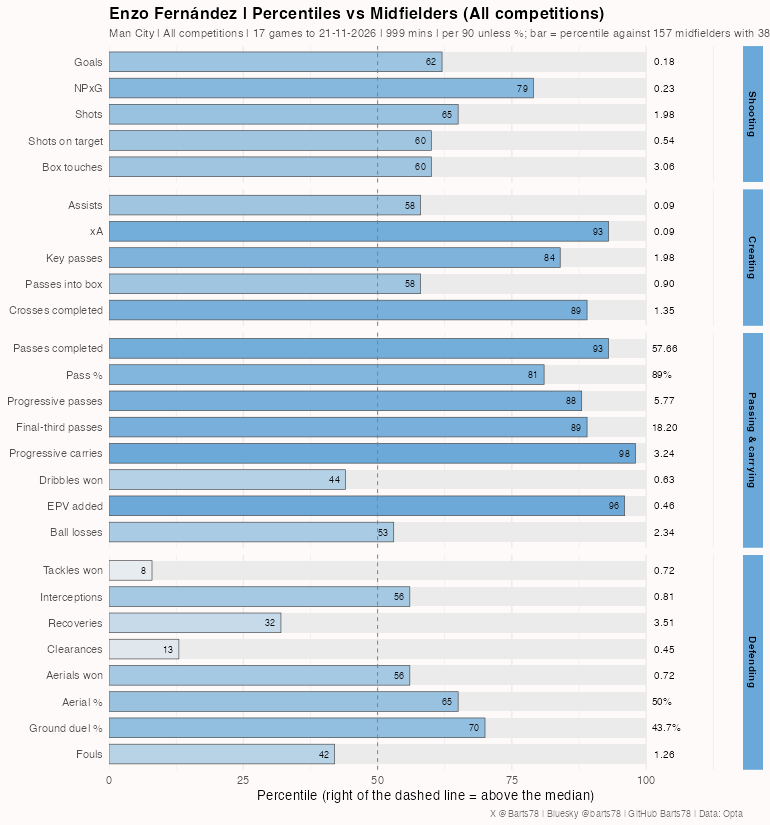 Enzo Fernández | Percentiles vs Midfielders (All competitions)
Man City | All competitions | 17 games to 21-11-2026 | 999 mins | per 90 unless %; bar = percentile against 157 midfielders with 38
Goals 62 0.18
NPxG 79 0.23
Shots 65 1.98
Shots on target 60 0.54
Box touches 60 3.06
Shooting
Assists 58 0.09
xA 93 0.09
Key passes 84 1.98
Passes into box 58 0.90
Crosses completed 89 1.35
Creating
Passes completed 93 57.66
Pass % 81 89%
Progressive passes 88 5.77
Final-third passes 89 18.20
Progressive carries 98 3.24
Dribbles won 44 0.63
EPV added 96 0.46
Ball losses 53 2.34
Passing & carrying
Tackles won 8 0.72
Interceptions 56 0.81
Recoveries 32 3.51
Clearances 13 0.45
Aerials won 56 0.72
Aerial % 65 50%
Ground duel % 70 43.7%
Fouls 42 1.26
Defending
0 25 50 75 100
Percentile (right of the dashed line = above the median)
X @Barts78 | Bluesky @barts78 | GitHub Barts78 | Data: Opta